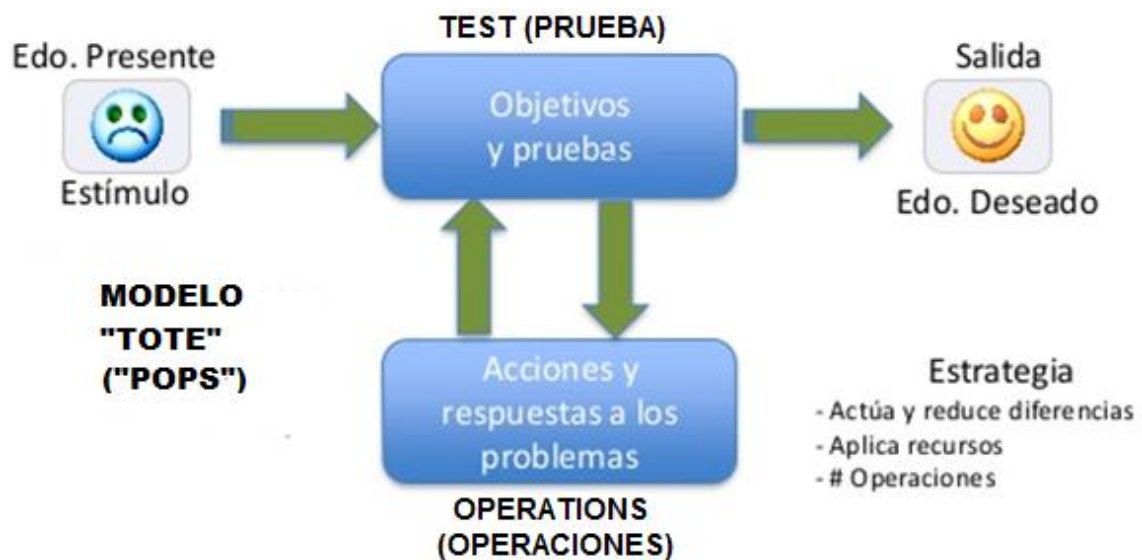 TEST (PRUEBA)
Edo. Presente
Estímulo
Objetivos
y pruebas
Salida
Edo. Deseado
MODELO
"TOTE"
("POPS")
Acciones y
respuestas a los
problemas
OPERATIONS
(OPERACIONES)
Estrategia
- Actúa y reduce diferencias
- Aplica recursos
- # Operaciones